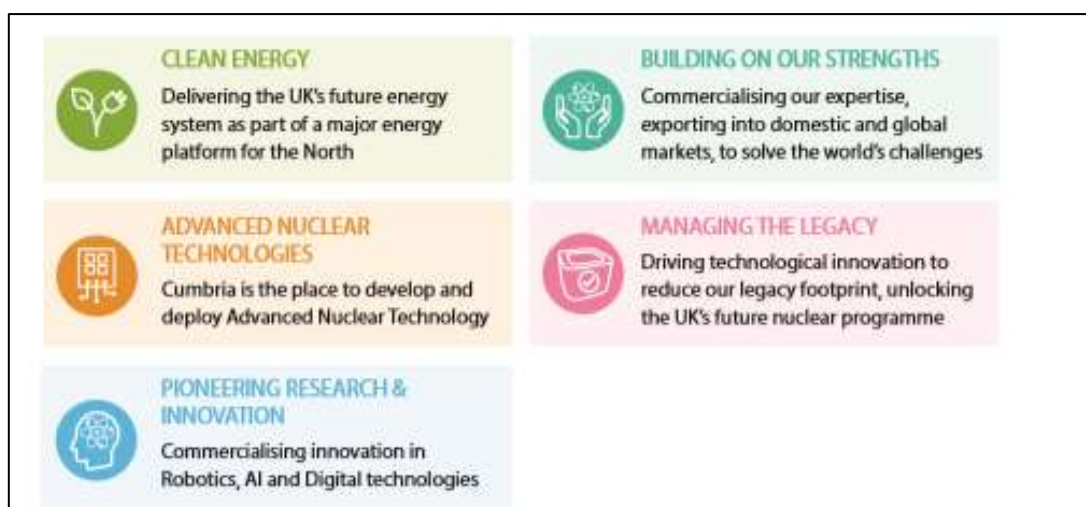 CLEAN ENERGY
Delivering the UK's future energy
system as part of a major energy
platform for the North
BUILDING ON OUR STRENGTHS
Commercialising our expertise,
exporting into domestic and global
markets, to solve the world's challenges
ADVANCED NUCLEAR
TECHNOLOGIES
Cumbria is the place to develop and
deploy Advanced Nuclear Technology
MANAGING THE LEGACY
Driving technological innovation to
reduce our legacy footprint, unlocking
the UK's future nuclear programme
PIONEERING RESEARCH &
INNOVATION
Commercialising innovation in
Robotics, AI and Digital technologies